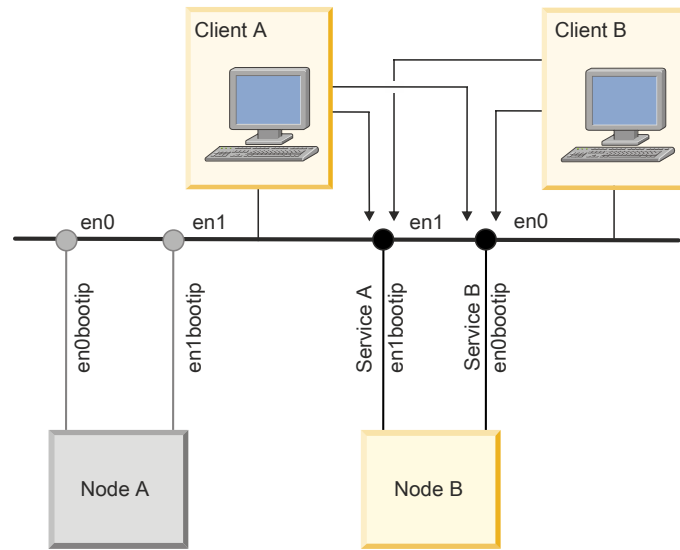 Client A
Client B
en0
en1
en1
en0
en0bootip
en1bootip
Service A
en1bootip
Service B
en0bootip
Node A
Node B